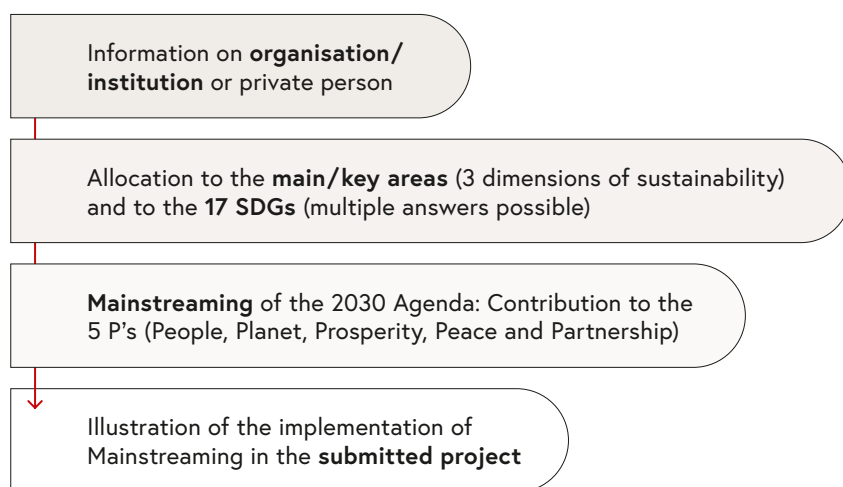 Information on organisation/
institution or private person
Allocation to the main/key areas (3 dimensions of sustainability)
and to the 17 SDGs (multiple answers possible)
Mainstreaming of the 2030 Agenda: Contribution to the
5 P's (People, Planet, Prosperity, Peace and Partnership)
Illustration of the implementation of
Mainstreaming in the submitted project